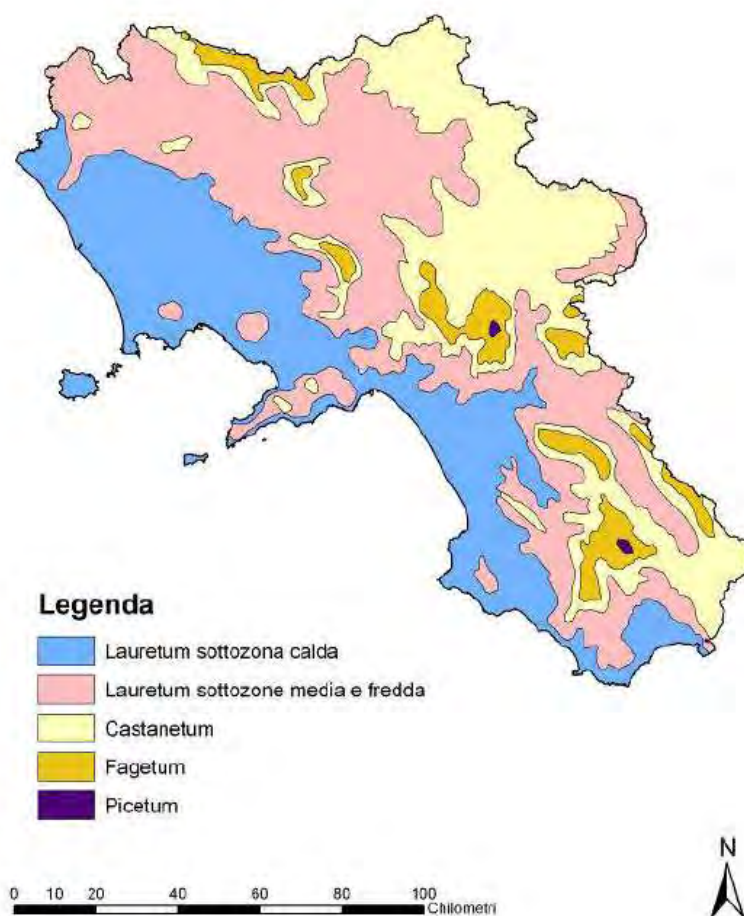 Legenda
Lauretum sottozona calda
Lauretum sottozone media e fredda
Castanetum
Fagetum
Picetum
N
0 10 20 40 60 80 100
Chilometri